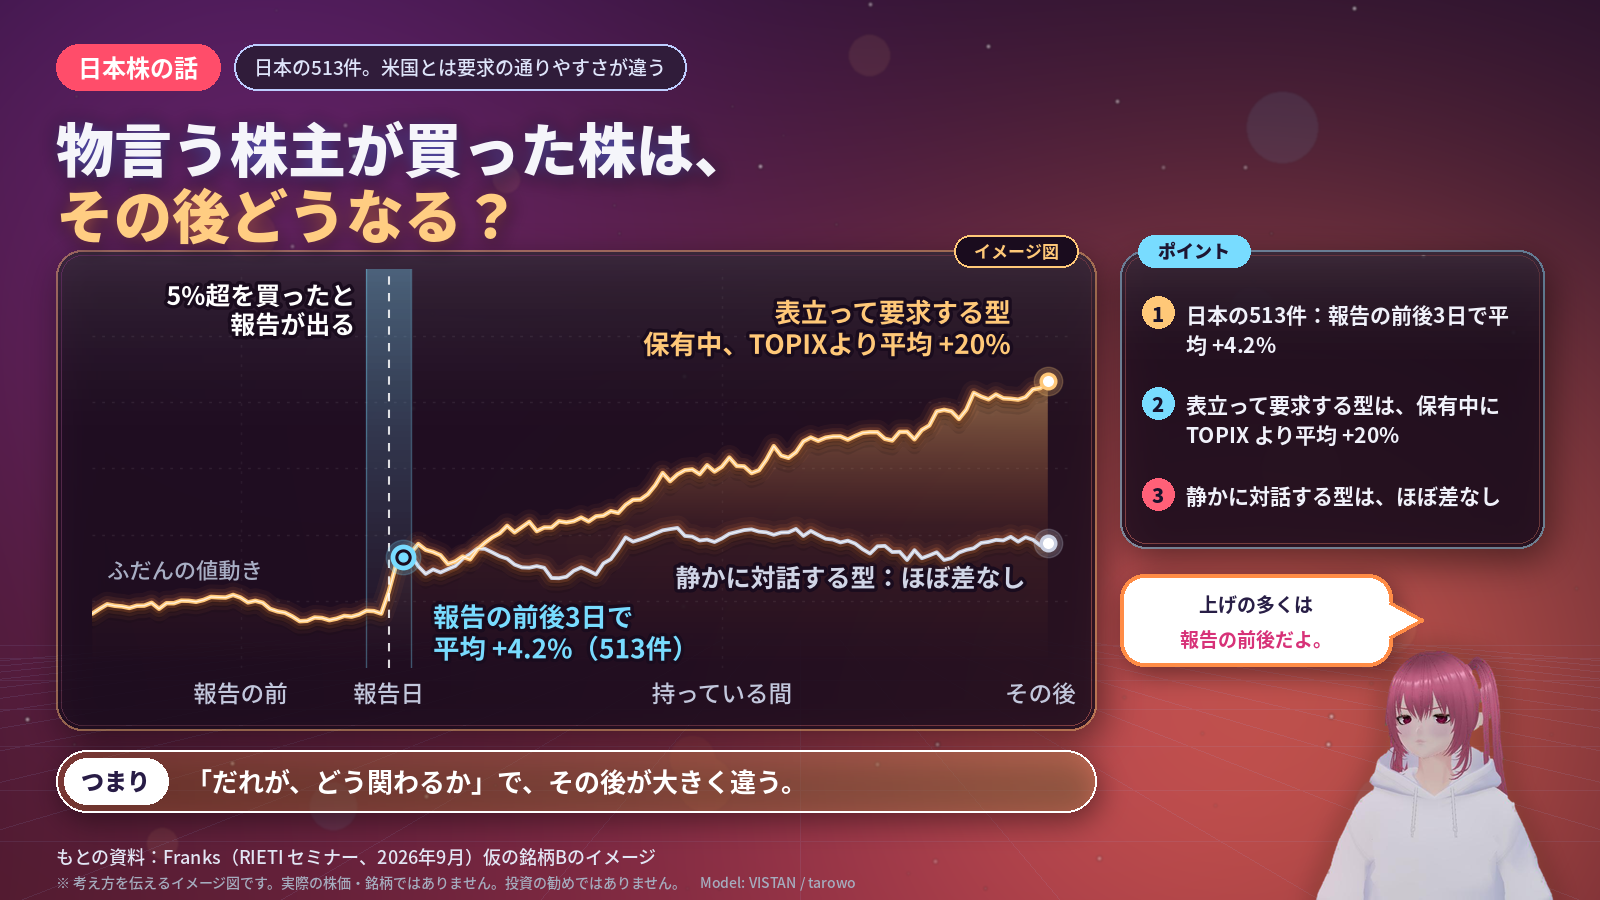 日本株の話
日本の513件。米国とは要求の通りやすさが違う
物言う株主が買った株は、
その後どうなる？
イメージ図
5%超を買ったと
報告が出る
表立って要求する型
保有中、TOPIXより平均 +20%
ふだんの値動き
静かに対話する型：ほぼ差なし
報告の前後3日で
平均 +4.2%（513件）
報告の前
報告日
持っている間
その後
ポイント
1 日本の513件：報告の前後3日で平
均 +4.2%
2 表立って要求する型は、保有中に
TOPIX より平均 +20%
3 静かに対話する型は、ほぼ差なし
上げの多くは
報告の前後だよ。
つまり 「だれが、どう関わるか」で、その後が大きく違う。
もとの資料：Franks（RIETI セミナー、2026年9月）仮の銘柄Bのイメージ
※ 考え方を伝えるイメージ図です。実際の株価・銘柄ではありません。投資の勧めではありません。 Model: VISTAN / tarowo